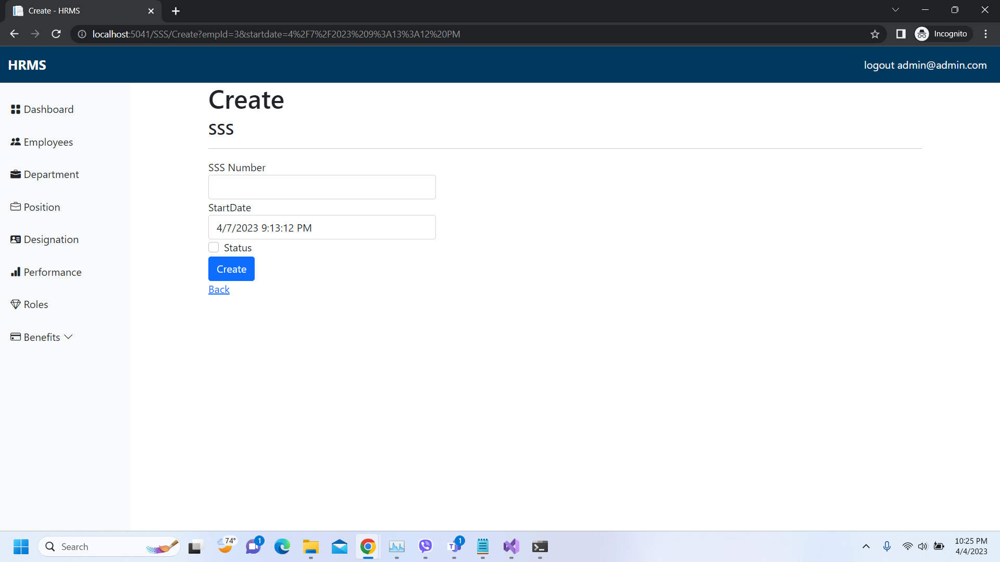 Create - HRMS
localhost:5041/SSS/Create?empId=3&startdate=4%2F7%2F2023%209%3A13%3A12%20PM
Incognito
HRMS
logout admin@admin.com
Dashboard
Employees
Department
Position
Designation
Performance
Roles
Benefits
Create
SSS
SSS Number
StartDate
4/7/2023 9:13:12 PM
Status
Create
Back
Search
74°
1
1
10:25 PM
4/4/2023